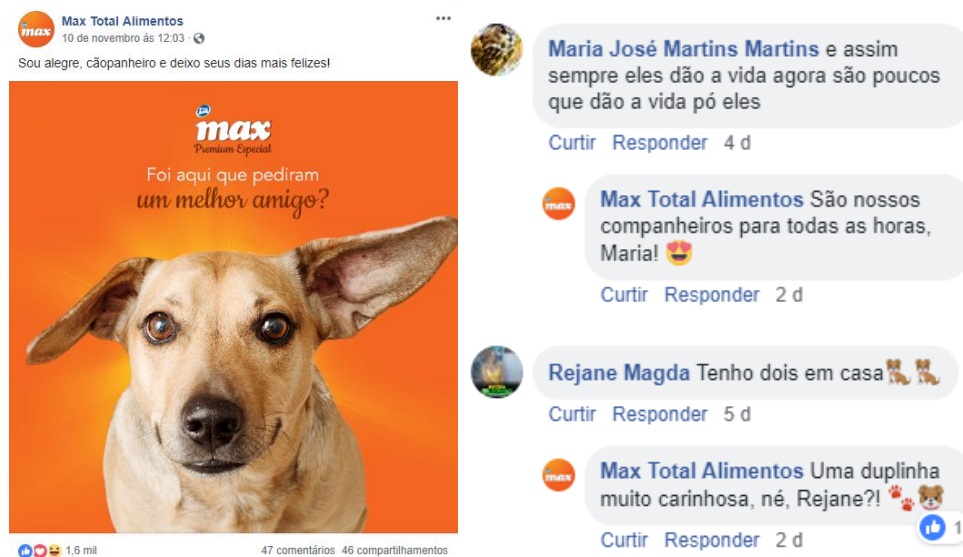 max
Max Total Alimentos
10 de novembro às 12:03 ·
Sou alegre, cãopanheiro e deixo seus dias mais felizes!
max
Premium Especial
Foi aqui que pediram
um melhor amigo?
1,6 mil
47 comentários 46 compartilhamentos
Maria José Martins Martins e assim
sempre eles dão a vida agora são poucos
que dão a vida pó eles
Curtir Responder 4 d
max
Max Total Alimentos São nossos
companheiros para todas as horas,
Maria!
Curtir Responder 2 d
Rejane Magda Tenho dois em casa
Curtir Responder 5 d
max
Max Total Alimentos Uma duplinha
muito carinhosa, né, Rejane?!
1
Curtir Responder 2 d